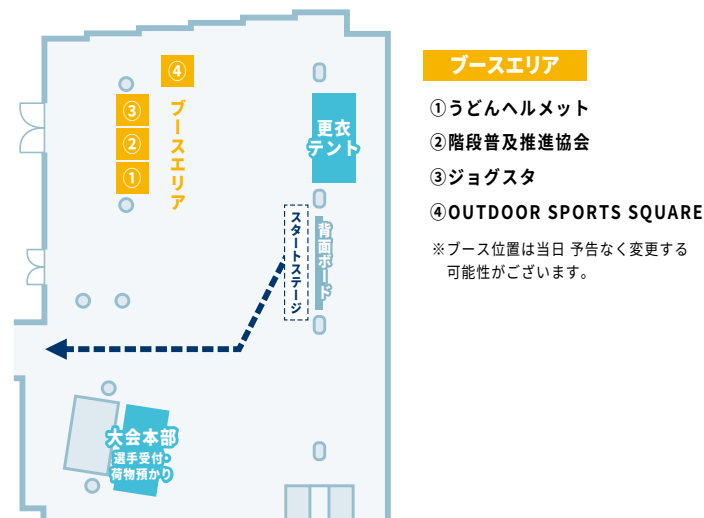 ④
③
②
①
ブースエリア
更衣
テント
スタートステージ
背面ボード
大会本部
選手受付・
荷物預かり
ブースエリア
①うどんヘルメット
②階段普及推進協会
③ジョグスタ
④OUTDOOR SPORTS SQUARE
※ブース位置は当日 予告なく変更する
可能性がございます。